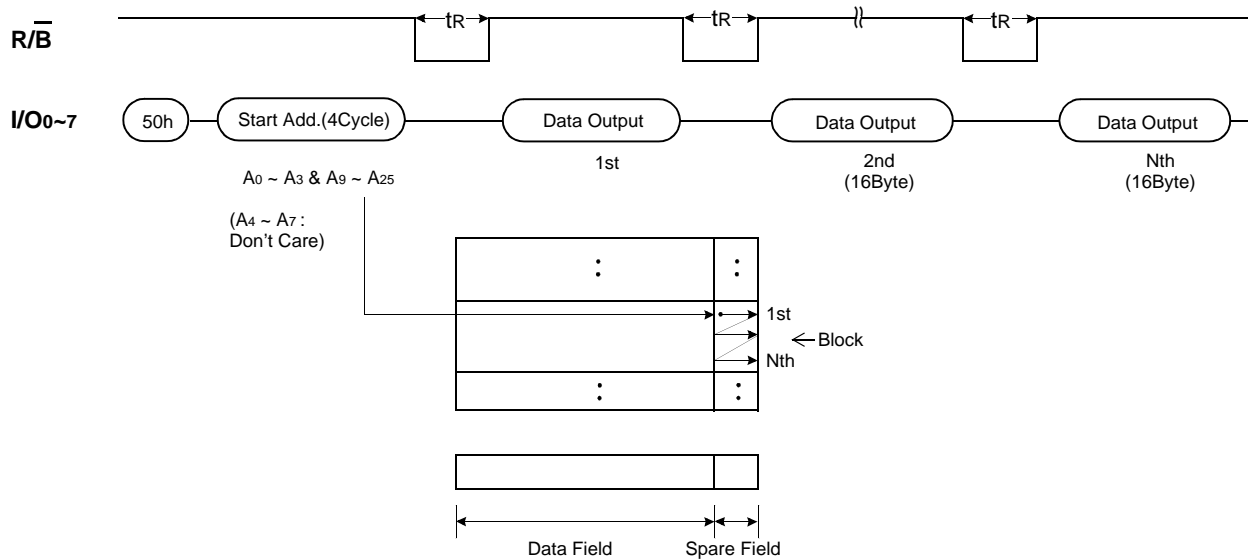 tR tR tR
R/B
I/O0~7 50h Start Add.(4Cycle) Data Output Data Output Data Output
1st 2nd Nth
(16Byte) (16Byte)
A0 ~ A3 & A9 ~ A25
(A4 ~ A7 :
Don't Care)
1st
Block
Nth
Data Field Spare Field